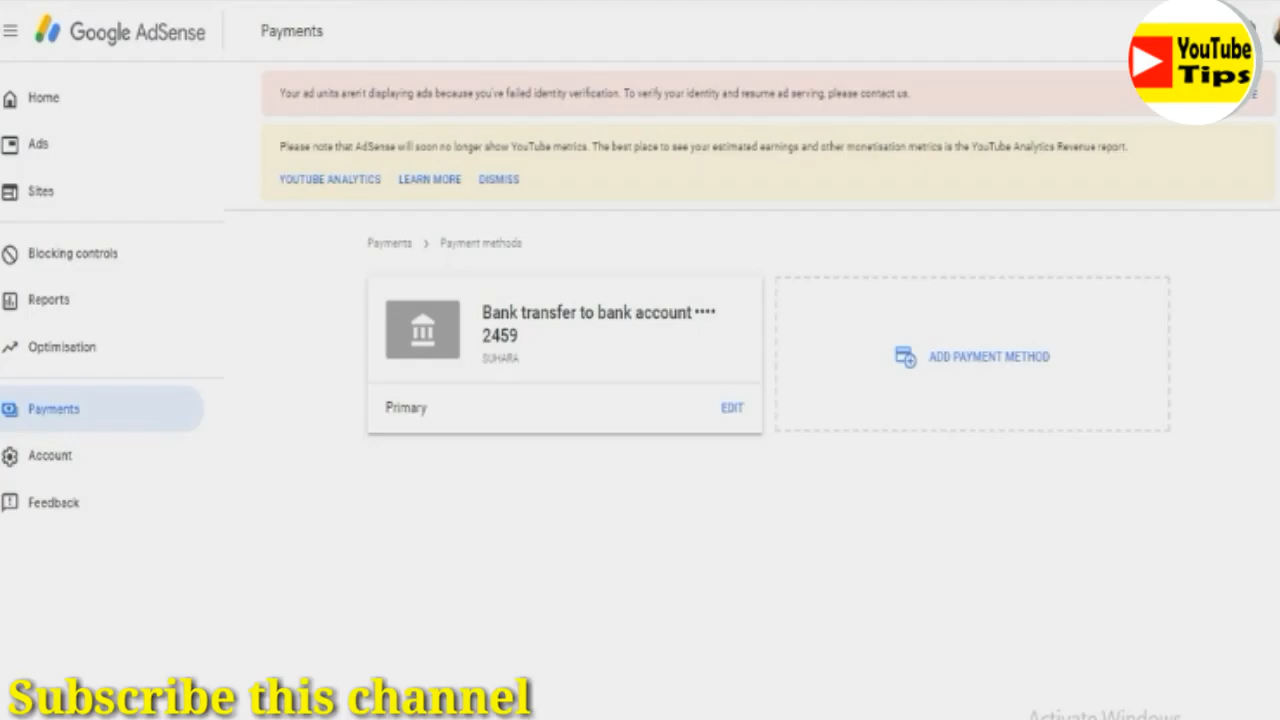 Google AdSense
Payments
YouTube
Tips
Home
Ads
Sites
Blocking controls
Reports
Optimisation
Payments
Account
Feedback
Your ad units aren't displaying ads because you've failed identity verification. To verify your identity and resume ad serving, please contact us.
Please note that AdSense will soon no longer show YouTube metrics. The best place to see your estimated earnings and other monetisation metrics is the YouTube Analytics Revenue report.
YOUTUBE ANALYTICS LEARN MORE DISMISS
Payments > Payment methods
Bank transfer to bank account ••••
2459
SUHARA
Primary EDIT
ADD PAYMENT METHOD
Subscribe this channel
Activate Windows